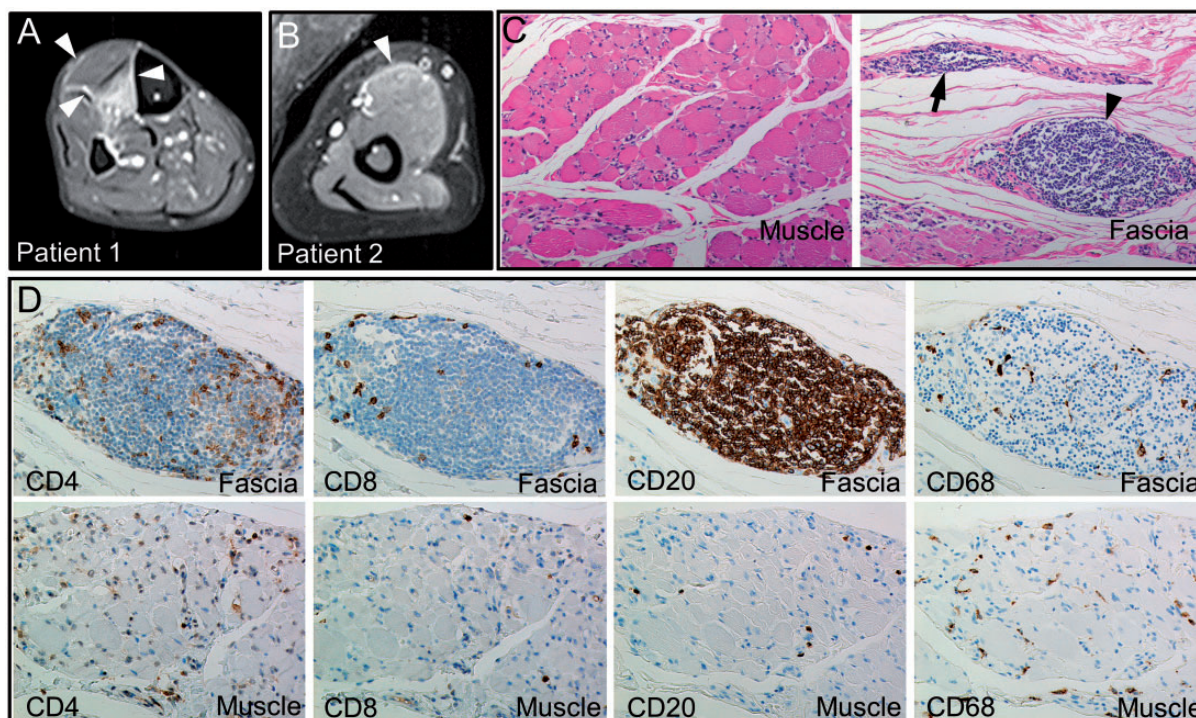 A
Patient 1
B
Patient 2
C
Muscle
Fascia
D
CD4
Fascia
CD8
Fascia
CD20
Fascia
CD68
Fascia
CD4
Muscle
CD8
Muscle
CD20
Muscle
CD68
Muscle